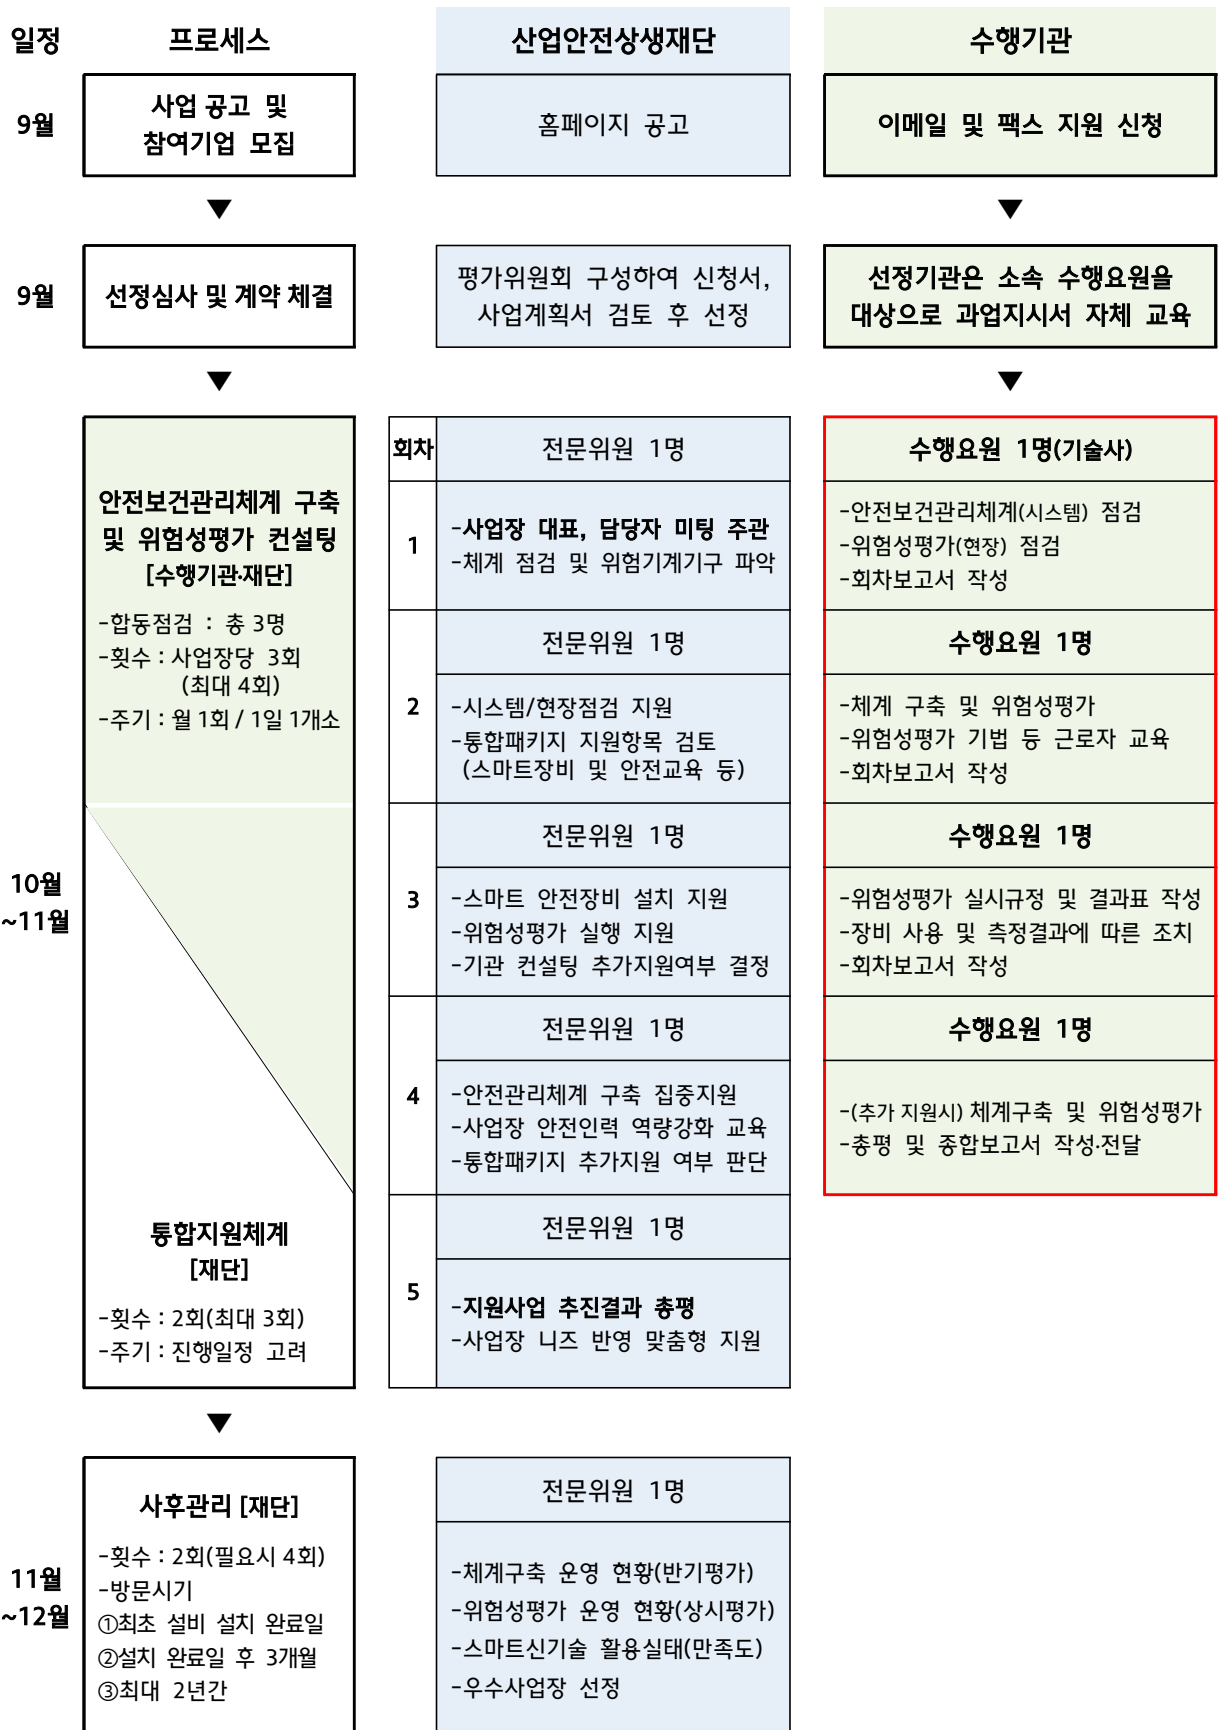 일정
프로세스
산업안전상생재단
수행기관
9월
사업 공고 및
참여기업 모집
홈페이지 공고
이메일 및 팩스 지원 신청
▼
▼
9월
선정심사 및 계약 체결
평가위원회 구성하여 신청서,
사업계획서 검토 후 선정
선정기관은 소속 수행요원을
대상으로 과업지시서 자체 교육
▼
▼
10월
~11월
안전보건관리체계 구축
및 위험성평가 컨설팅
[수행기관·재단]
-합동점검 : 총 3명
-횟수 : 사업장당 3회
(최대 4회)
-주기 : 월 1회 / 1일 1개소
통합지원체계
[재단]
-횟수 : 2회(최대 3회)
-주기 : 진행일정 고려
회차
전문위원 1명
수행요원 1명(기술사)
1
-사업장 대표, 담당자 미팅 주관
-체계 점검 및 위험기계기구 파악
-안전보건관리체계(시스템) 점검
-위험성평가(현장) 점검
-회차보고서 작성
전문위원 1명
수행요원 1명
2
-시스템/현장점검 지원
-통합패키지 지원항목 검토
(스마트장비 및 안전교육 등)
-체계 구축 및 위험성평가
-위험성평가 기법 등 근로자 교육
-회차보고서 작성
전문위원 1명
수행요원 1명
3
-스마트 안전장비 설치 지원
-위험성평가 실행 지원
-기관 컨설팅 추가지원여부 결정
-위험성평가 실시규정 및 결과표 작성
-장비 사용 및 측정결과에 따른 조치
-회차보고서 작성
전문위원 1명
수행요원 1명
4
-안전관리체계 구축 집중지원
-사업장 안전인력 역량강화 교육
-통합패키지 추가지원 여부 판단
-(추가 지원시) 체계구축 및 위험성평가
-총평 및 종합보고서 작성·전달
전문위원 1명
5
-지원사업 추진결과 총평
-사업장 니즈 반영 맞춤형 지원
▼
11월
~12월
사후관리 [재단]
-횟수 : 2회(필요시 4회)
-방문시기
①최초 설비 설치 완료일
②설치 완료일 후 3개월
③최대 2년간
전문위원 1명
-체계구축 운영 현황(반기평가)
-위험성평가 운영 현황(상시평가)
-스마트신기술 활용실태(만족도)
-우수사업장 선정